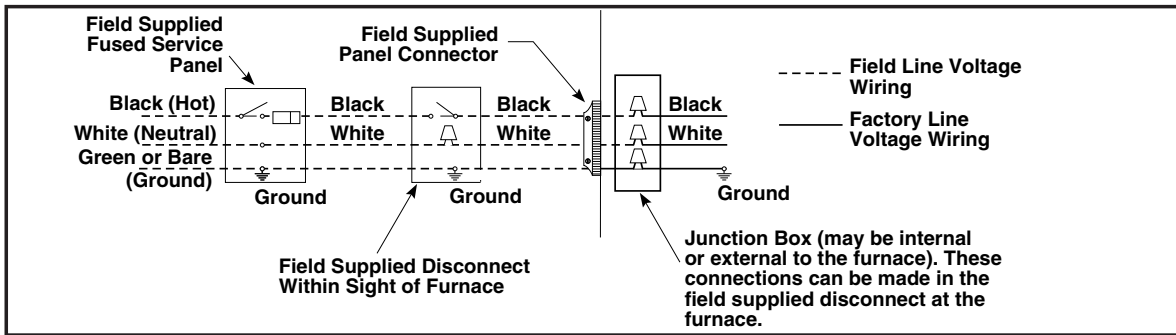 Field Supplied
Fused Service
Panel
Field Supplied
Panel Connector
Field Line Voltage
Wiring
Factory Line
Voltage Wiring
Black (Hot)
Black
Black
Black
White (Neutral)
White
White
White
Green or Bare
(Ground)
Ground
Ground
Ground
Field Supplied Disconnect
Within Sight of Furnace
Junction Box (may be internal
or external to the furnace). These
connections can be made in the
field supplied disconnect at the
furnace.